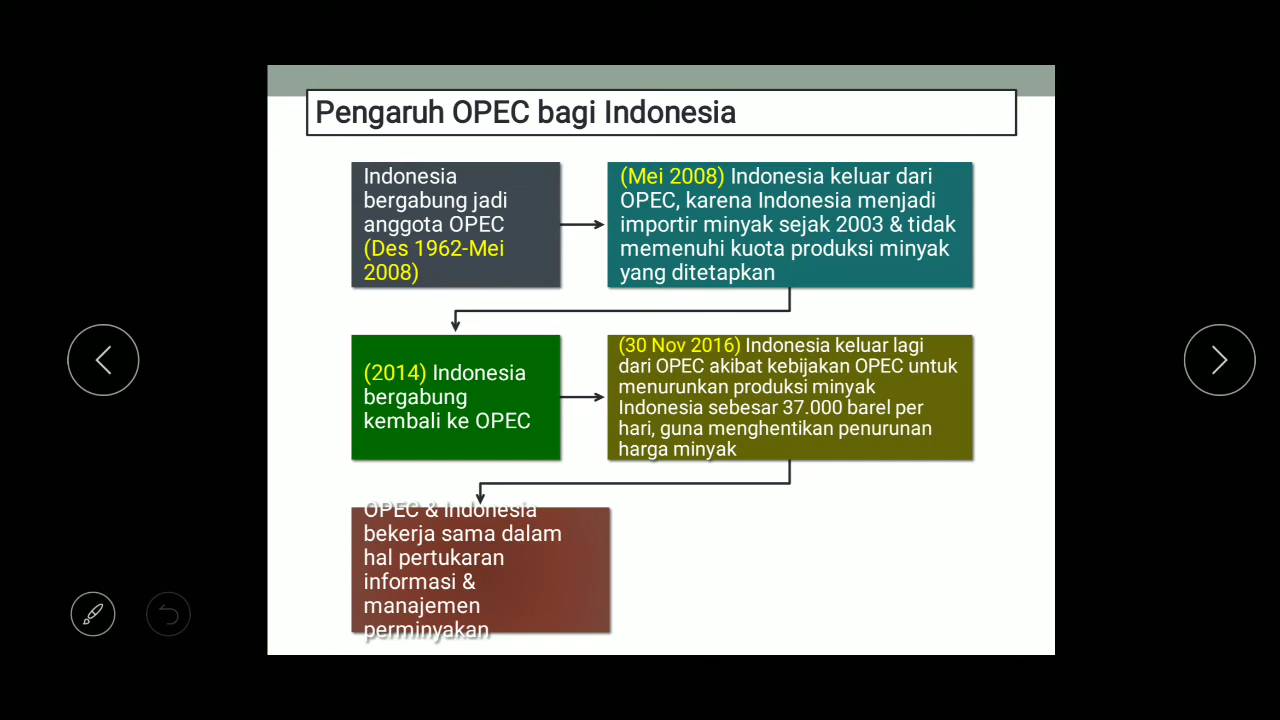 Pengaruh OPEC bagi Indonesia
Indonesia
bergabung jadi
anggota OPEC
(Des 1962-Mei
2008)
(Mei 2008) Indonesia keluar dari
OPEC, karena Indonesia menjadi
importir minyak sejak 2003 & tidak
memenuhi kuota produksi minyak
yang ditetapkan
(2014) Indonesia
bergabung
kembali ke OPEC
(30 Nov 2016) Indonesia keluar lagi
dari OPEC akibat kebijakan OPEC untuk
menurunkan produksi minyak
Indonesia sebesar 37.000 barel per
hari, guna menghentikan penurunan
harga minyak
OPEC & Indonesia
bekerja sama dalam
hal pertukaran
informasi &
manajemen
perminyakan